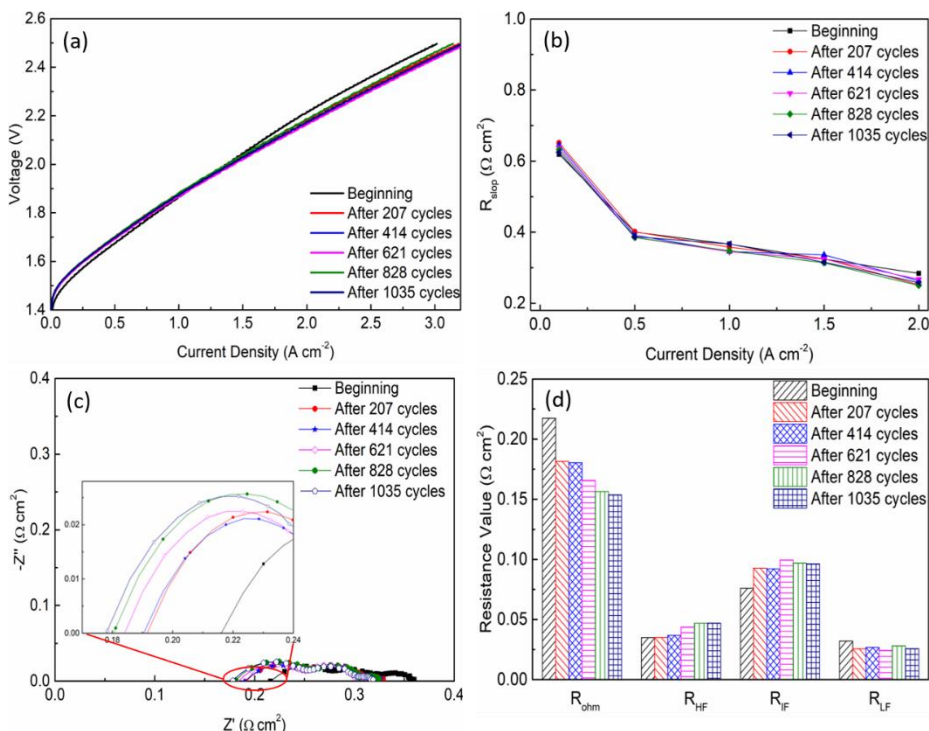 (a)
2.6
2.4
2.2
2.0
1.8
1.6
1.4
Voltage (V)
Beginning
After 207 cycles
After 414 cycles
After 621 cycles
After 828 cycles
After 1035 cycles
0.0 0.5 1.0 1.5 2.0 2.5 3.0
Current Density (A cm⁻²)
(b)
1.0
0.8
0.6
0.4
0.2
R_slop (Ω cm²)
Beginning
After 207 cycles
After 414 cycles
After 621 cycles
After 828 cycles
After 1035 cycles
0.0 0.5 1.0 1.5 2.0
Current Density (A cm⁻²)
(c)
0.4
0.3
0.2
0.1
0.0
-Z'' (Ω cm²)
Beginning
After 207 cycles
After 414 cycles
After 621 cycles
After 828 cycles
After 1035 cycles
0.02
0.01
0.00
0.18 0.20 0.22 0.24
0.0 0.1 0.2 0.3 0.4
Z' (Ω cm²)
(d)
0.25
0.20
0.15
0.10
0.05
0.00
Resistance Value (Ω cm²)
Beginning
After 207 cycles
After 414 cycles
After 621 cycles
After 828 cycles
After 1035 cycles
R_ohm R_HF R_IF R_LF